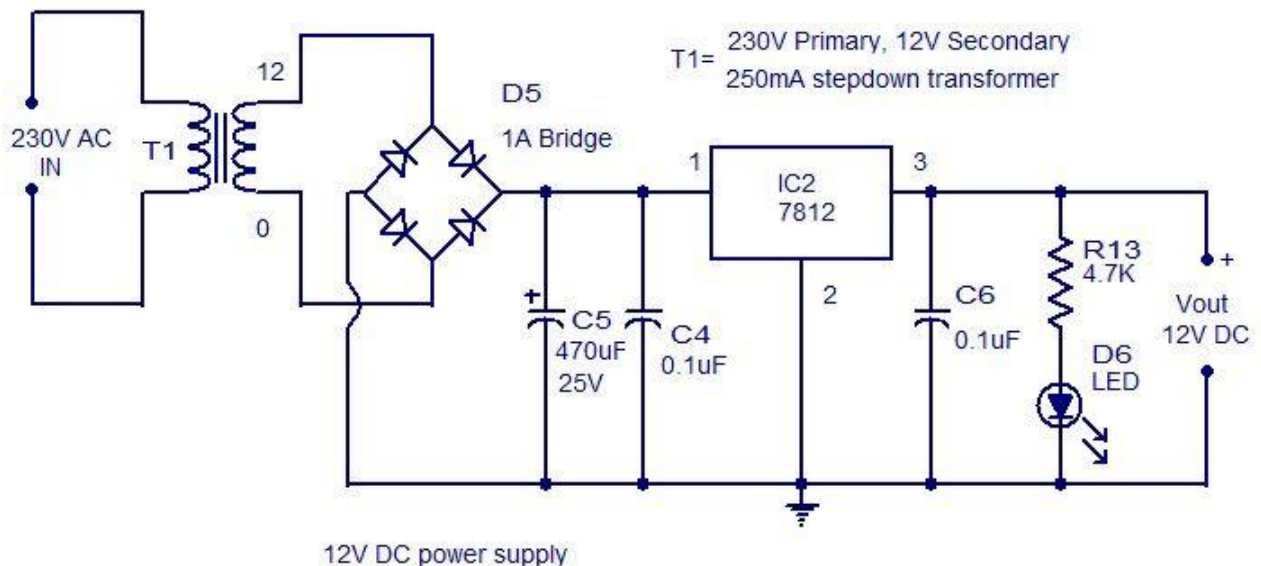 T1=
230V Primary, 12V Secondary
250mA stepdown transformer
12
D5
1A Bridge
230V AC
IN
T1
0
1
IC2
7812
3
2
R13
4.7K
+
Vout
12V DC
+
C5
470uF
25V
C4
0.1uF
C6
0.1uF
D6
LED
12V DC power supply